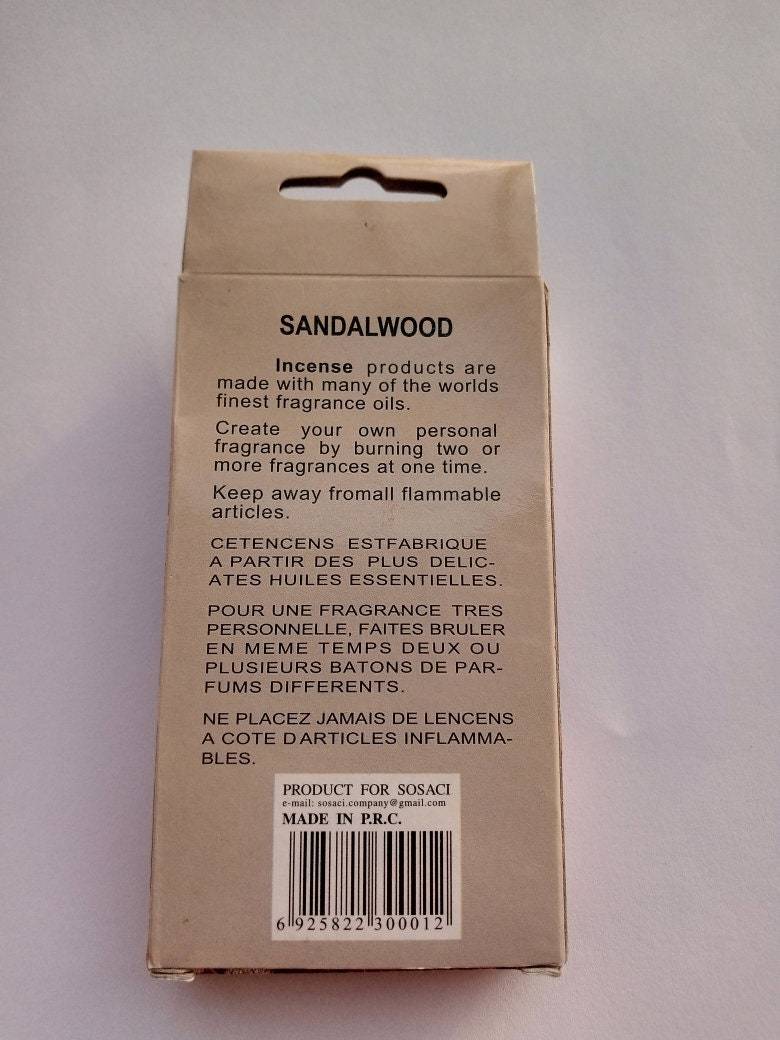 SANDALWOOD
Incense products are
made with many of the worlds
finest fragrance oils.
Create your own personal
fragrance by burning two or
more fragrances at one time.
Keep away fromall flammable
articles.
CETENCENS ESTFABRIQUE
A PARTIR DES PLUS DELIC-
ATES HUILES ESSENTIELLES.
POUR UNE FRAGRANCE TRES
PERSONNELLE, FAITES BRULER
EN MEME TEMPS DEUX OU
PLUSIEURS BATONS DE PAR-
FUMS DIFFERENTS.
NE PLACEZ JAMAIS DE LENCENS
A COTE DARTICLES INFLAMMA-
BLES.
PRODUCT FOR SOSACI
e-mail: sosaci.company@gmail.com
MADE IN P.R.C.
6 925822 300012